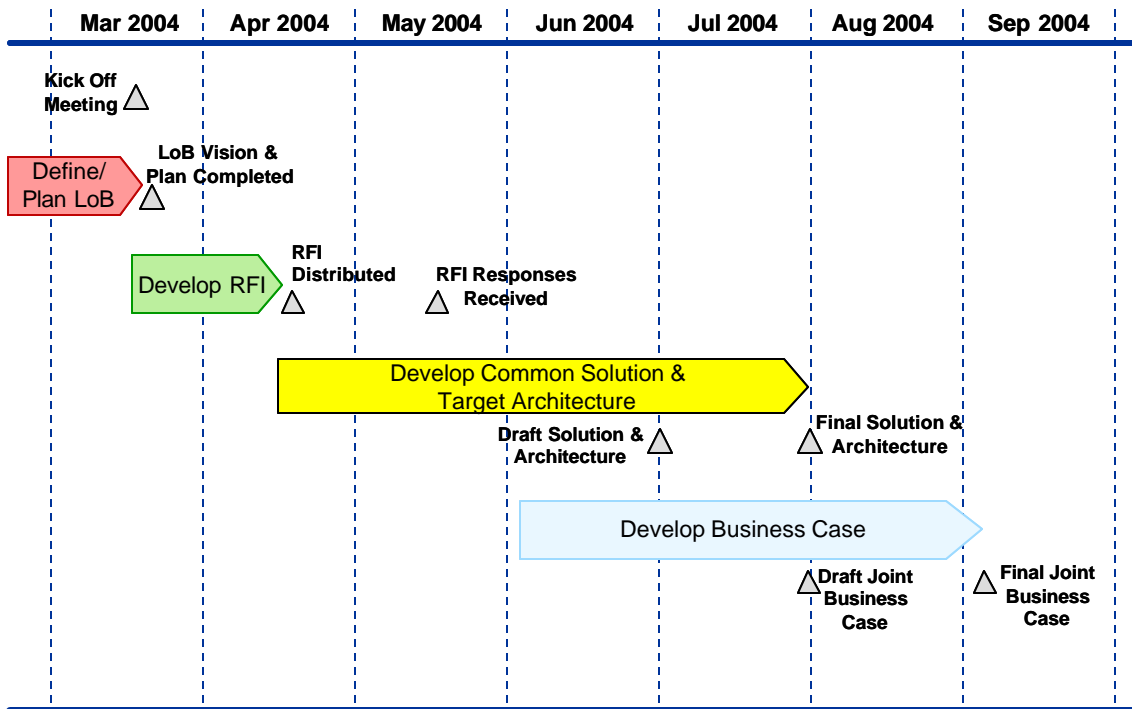 Mar 2004 Apr 2004 May 2004 Jun 2004 Jul 2004 Aug 2004 Sep 2004
Kick Off
Meeting
LoB Vision &
Plan Completed
Define/
Plan LoB
RFI
Distributed
RFI Responses
Received
Develop RFI
Develop Common Solution &
Target Architecture
Draft Solution &
Architecture
Final Solution &
Architecture
Develop Business Case
Draft Joint
Business
Case
Final Joint
Business
Case